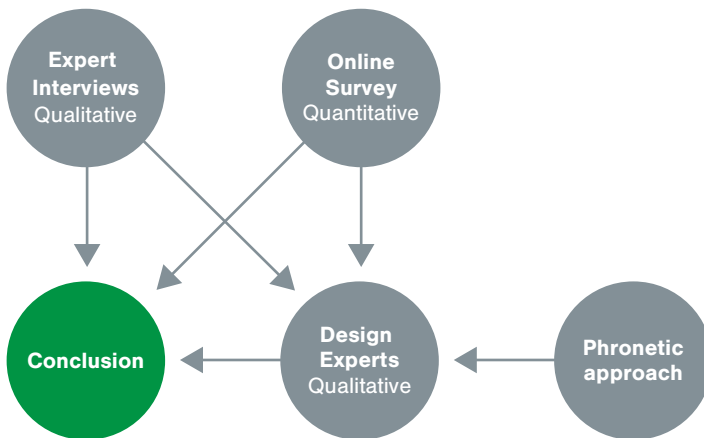 Expert
Interviews
Qualitative
Online
Survey
Quantitative
Conclusion
Design
Experts
Qualitative
Phronetic
approach